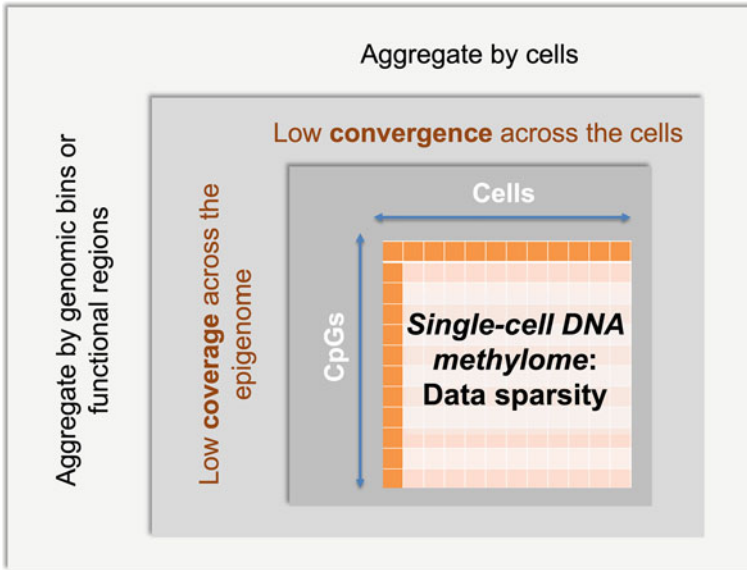 Aggregate by cells
Low convergence across the cells
Cells
Aggregate by genomic bins or
functional regions
Low coverage across the
epigenome
CpGs
Single-cell DNA
methylome:
Data sparsity